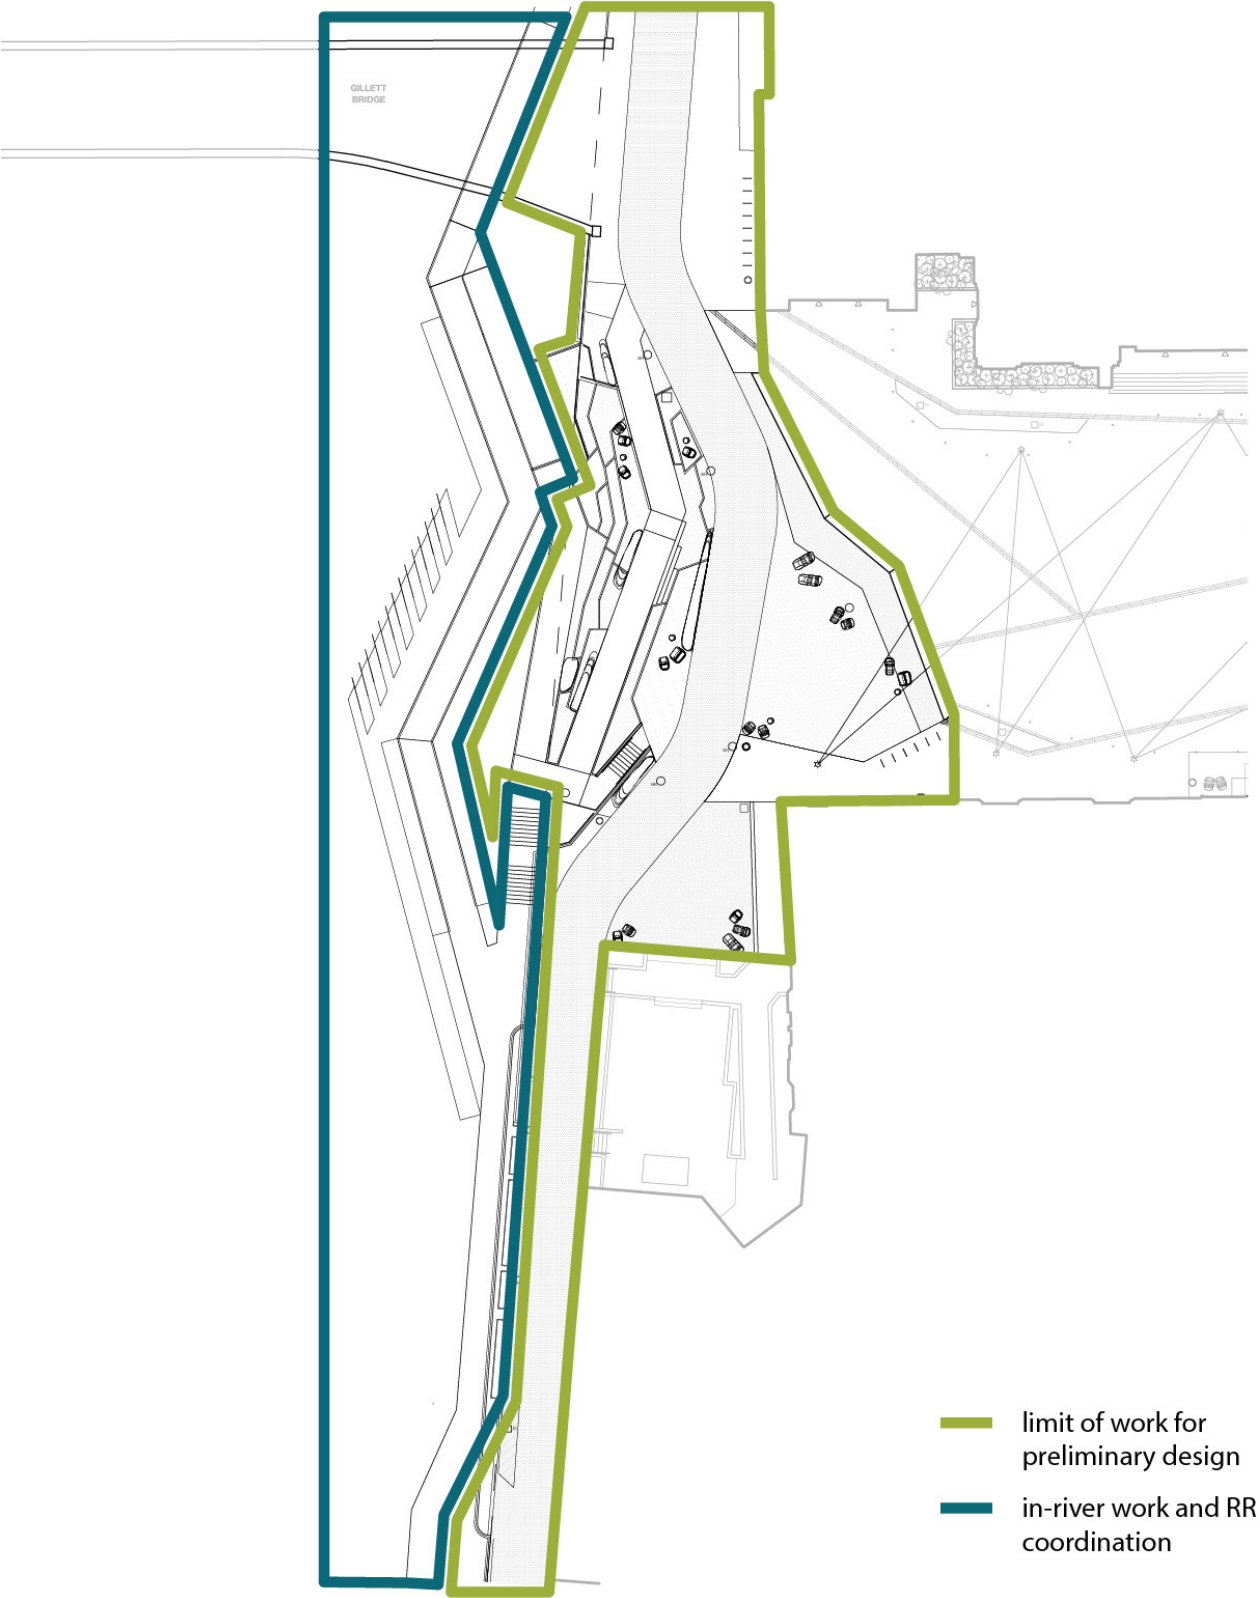 GILLETT
BRIDGE
limit of work for
preliminary design
in-river work and RR
coordination